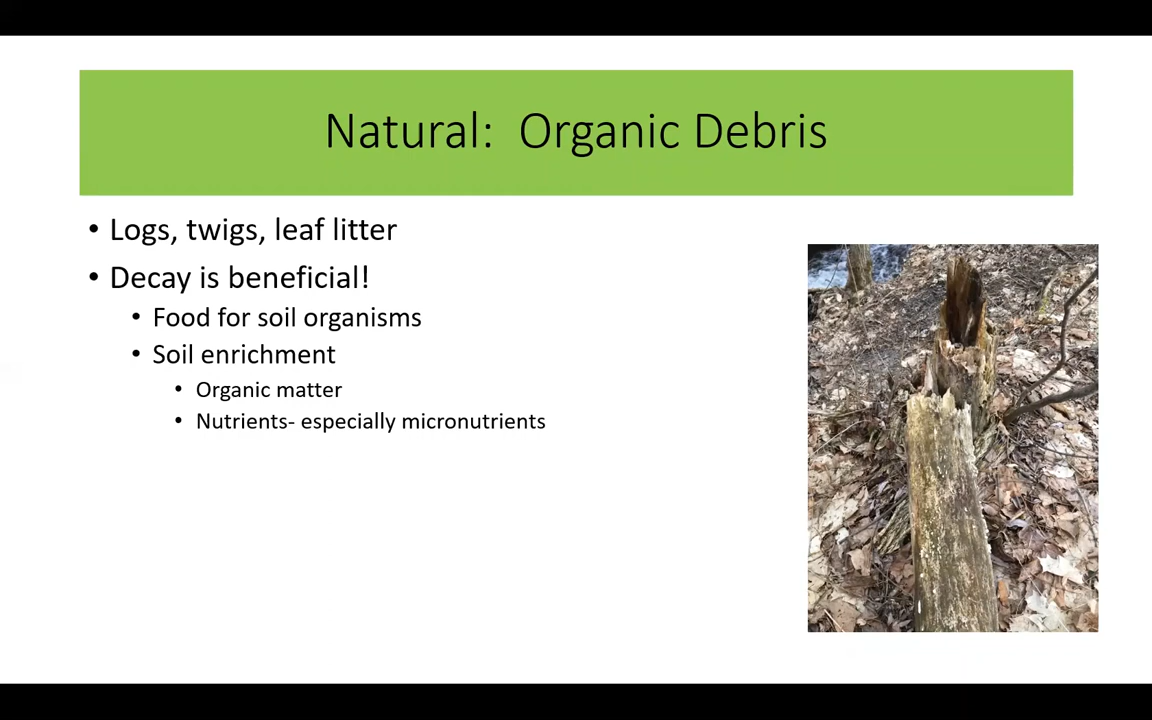 Natural:  Organic Debris
• Logs, twigs, leaf litter
• Decay is beneficial!
• Food for soil organisms
• Soil enrichment
• Organic matter
• Nutrients- especially micronutrients